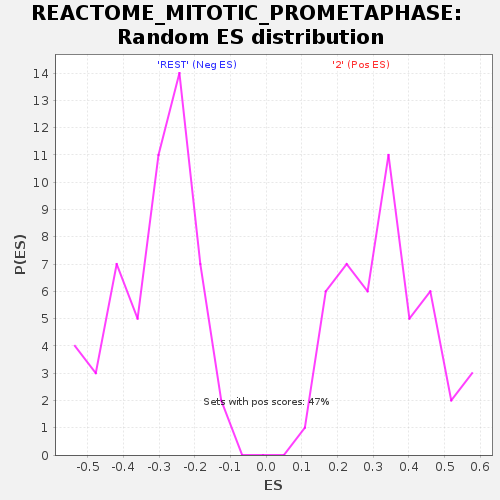 REACTOME_MITOTIC_PROMETAPHASE:
Random ES distribution
'REST' (Neg ES)
'2' (Pos ES)
14
13
12
11
10
9
8
7
6
5
4
3
2
1
0
P(ES)
Sets with pos scores: 47%
-0.5 -0.4 -0.3 -0.2 -0.1 0.0 0.1 0.2 0.3 0.4 0.5 0.6
ES